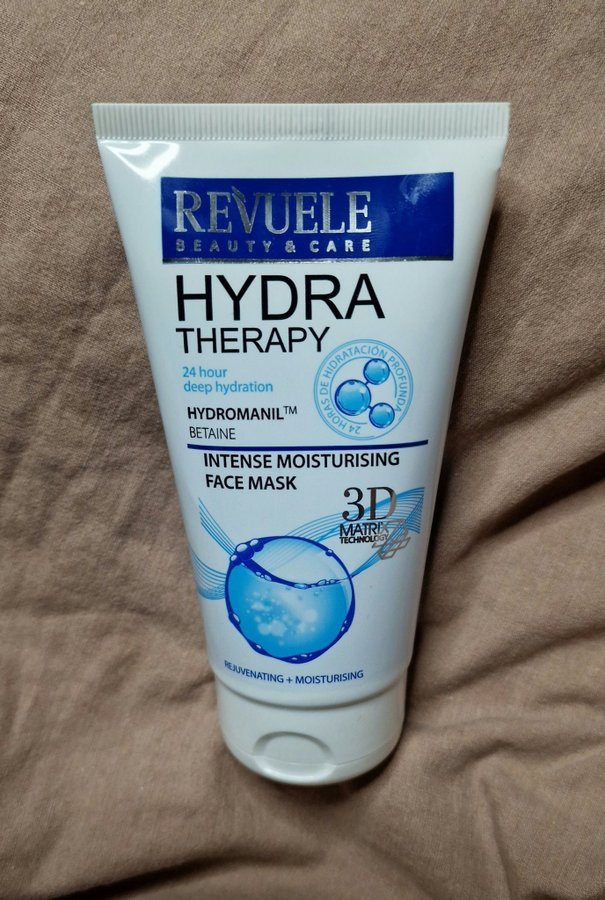 REVUELE
BEAUTY & CARE
HYDRA
THERAPY
24 hour
deep hydration
24 HORAS DE HIDRATACIÓN PROFUNDA
HYDROMANIL™
BETAINE
INTENSE MOISTURISING
FACE MASK
3D
MATRIX
TECHNOLOGY
REJUVENATING + MOISTURISING